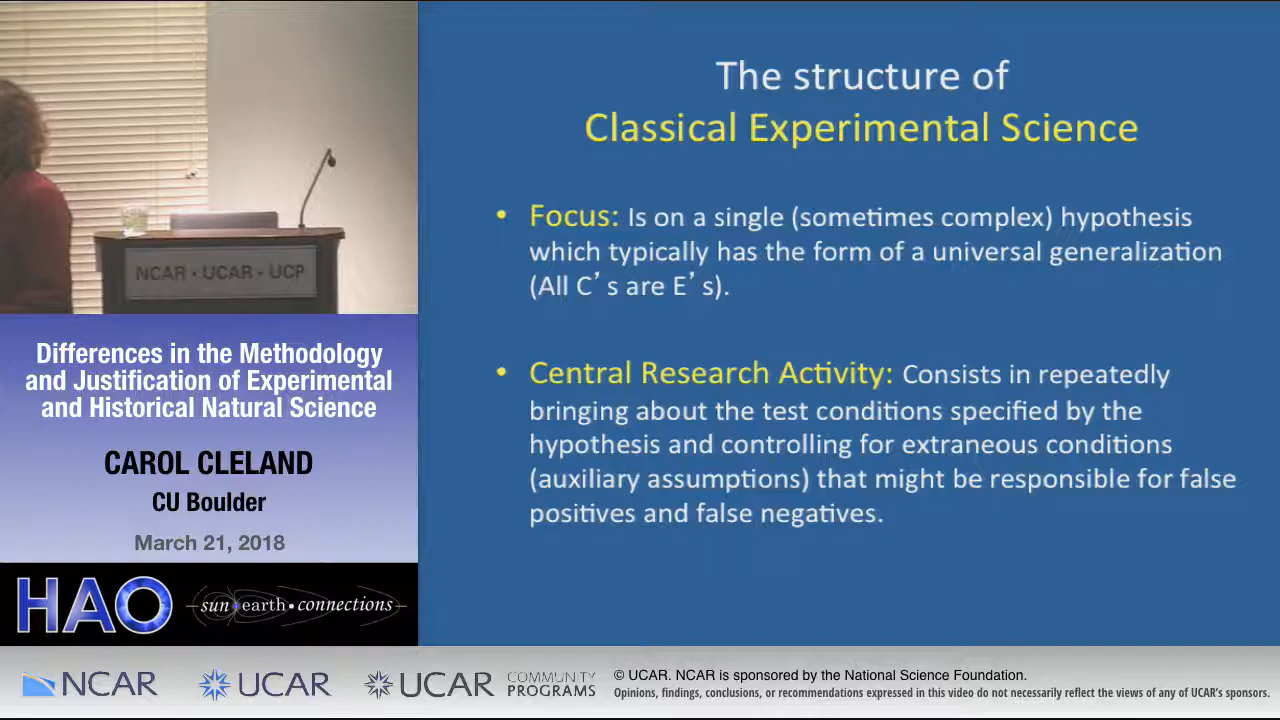 The structure of
Classical Experimental Science
• Focus: Is on a single (sometimes complex) hypothesis
which typically has the form of a universal generalization
(All C’s are E’s).
• Central Research Activity: Consists in repeatedly
bringing about the test conditions specified by the
hypothesis and controlling for extraneous conditions
(auxiliary assumptions) that might be responsible for false
positives and false negatives.
NCAR • UCAR - UCP
Differences in the Methodology
and Justification of Experimental
and Historical Natural Science
CAROL CLELAND
CU Boulder
March 21, 2018
HAO
sun•earth•connections
NCAR
UCAR
UCAR
COMMUNITY
PROGRAMS
© UCAR. NCAR is sponsored by the National Science Foundation.
Opinions, findings, conclusions, or recommendations expressed in this video do not necessarily reflect the views of any of UCAR's sponsors.